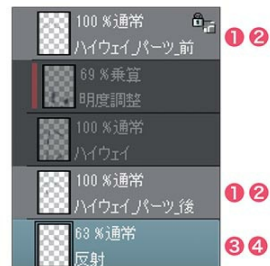 100 %通常
ハイウェイ_パーツ_前
❶❷
69 %乗算
明度調整
100 %通常
ハイウェイ
100 %通常
ハイウェイ_パーツ_後
❶❷
63 %通常
反射
❸❹